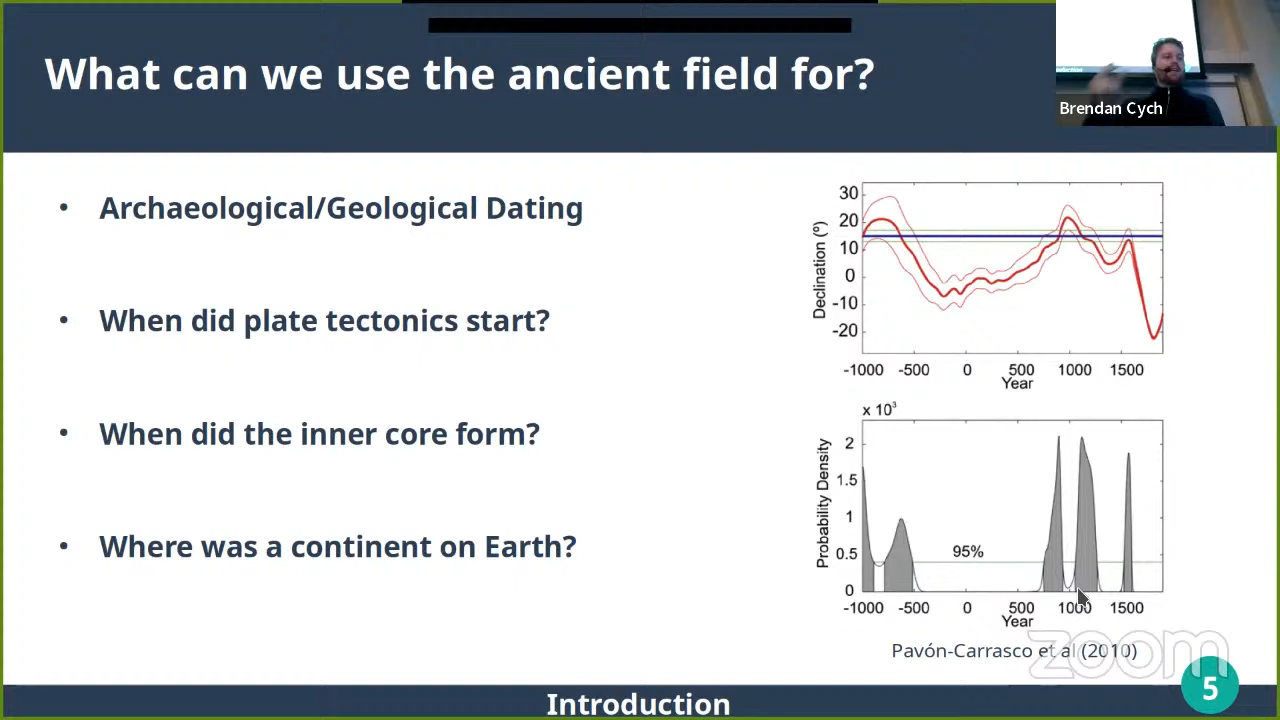 What can we use the ancient field for?
Brendan Cych
• Archaeological/Geological Dating
• When did plate tectonics start?
• When did the inner core form?
• Where was a continent on Earth?
30
20
10
0
-10
-20
Declination (º)
-1000 -500 0 500 1000 1500
Year
x 10³
2
1.5
1
0.5
0
Probability Density
95%
-1000 -500 0 500 1000 1500
Year
Pavón-Carrasco et al (2010)
zoom
5
Introduction